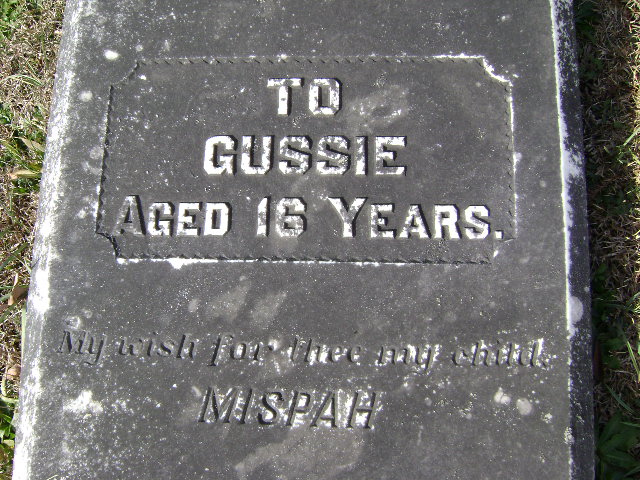 TO
GUSSIE
AGED 16 YEARS.
My wish for thee my child.
MISPAH